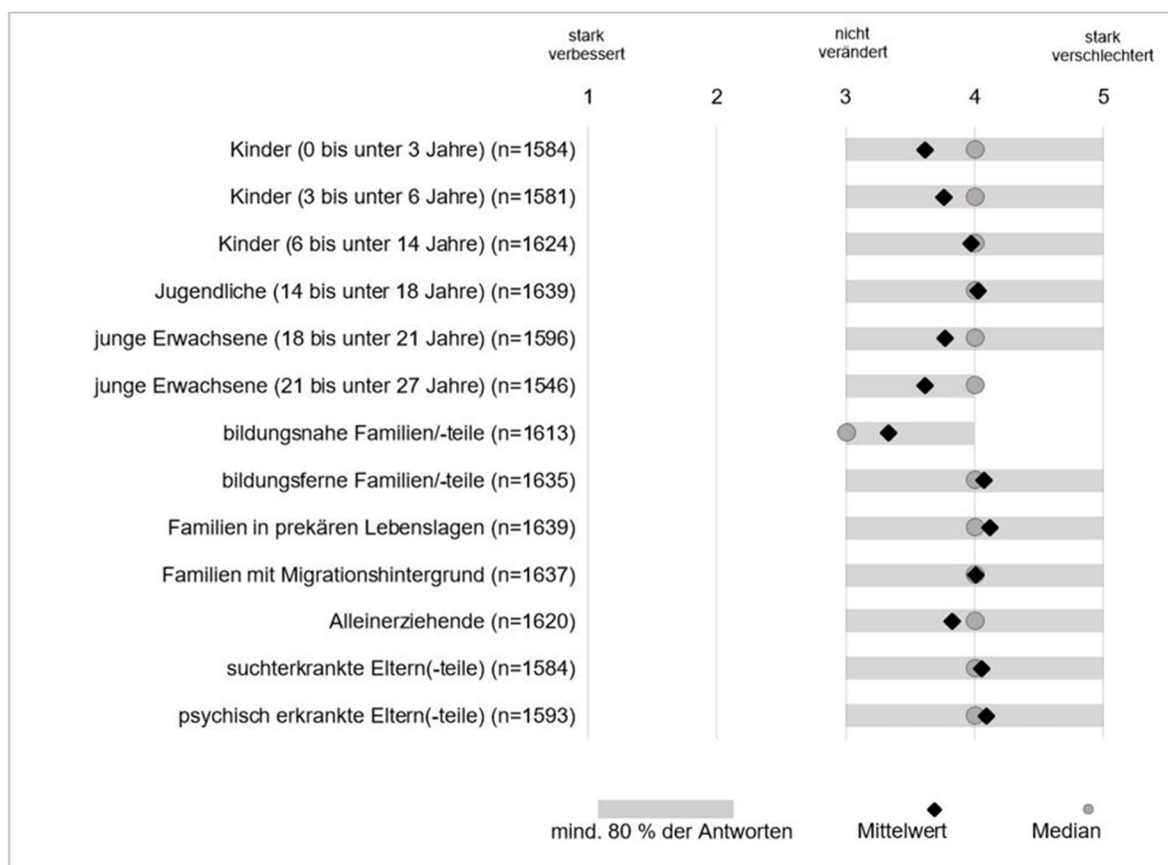 stark
verbessert
nicht
verändert
stark
verschlechtert
1 2 3 4 5
Kinder (0 bis unter 3 Jahre) (n=1584)
Kinder (3 bis unter 6 Jahre) (n=1581)
Kinder (6 bis unter 14 Jahre) (n=1624)
Jugendliche (14 bis unter 18 Jahre) (n=1639)
junge Erwachsene (18 bis unter 21 Jahre) (n=1596)
junge Erwachsene (21 bis unter 27 Jahre) (n=1546)
bildungsnahe Familien/-teile (n=1613)
bildungsferne Familien/-teile (n=1635)
Familien in prekären Lebenslagen (n=1639)
Familien mit Migrationshintergrund (n=1637)
Alleinerziehende (n=1620)
suchterkrankte Eltern(-teile) (n=1584)
psychisch erkrankte Eltern(-teile) (n=1593)
mind. 80 % der Antworten Mittelwert Median